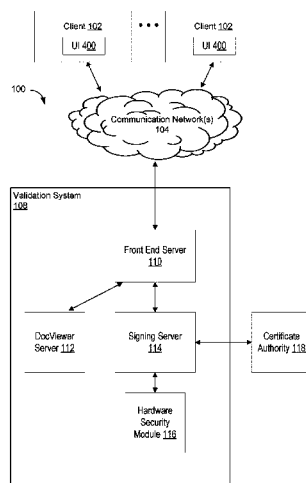 Client 102
UI 400
• • •
Client 102
UI 400
100
Communication Network(s)
104
Validation System
108
Front End Server
110
DocViewer
Server 112
Signing Server
114
Certificate
Authority 118
Hardware
Security
Module 116